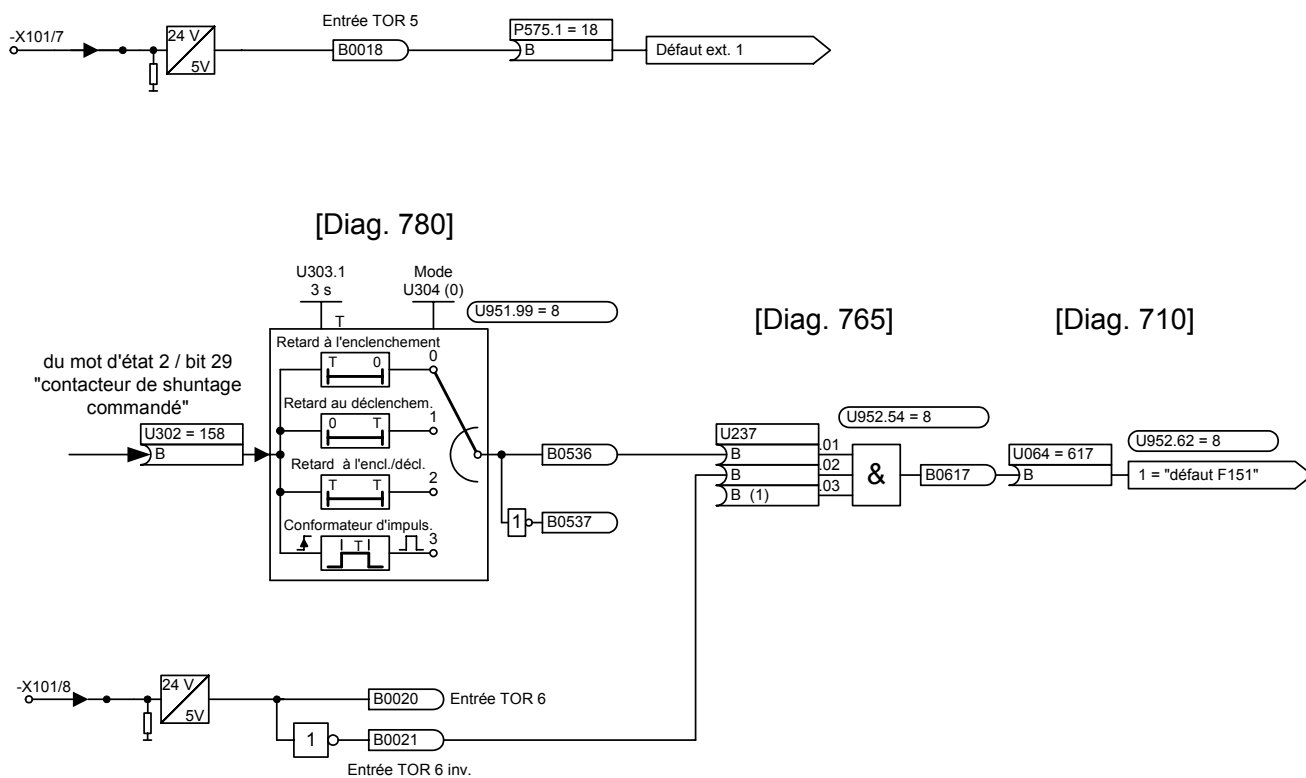 Entrée TOR 5
-X101/7
24 V
5V
B0018
P575.1 = 18
B
Défaut ext. 1
[Diag. 780]
U303.1
3 s
T
Mode
U304 (0)
U951.99 = 8
[Diag. 765]
[Diag. 710]
du mot d'état 2 / bit 29
"contacteur de shuntage
commandé"
U302 = 158
B
Retard à l'enclenchement
T 0
0
Retard au déclenchem.
0 T
1
Retard à l'encl./décl.
T T
2
Conformateur d'impuls.
T
3
B0536
1
B0537
U237
B
.01
B
.02
B (1)
.03
U952.54 = 8
&
B0617
U064 = 617
B
U952.62 = 8
1 = "défaut F151"
-X101/8
24 V
5V
B0020
Entrée TOR 6
1
B0021
Entrée TOR 6 inv.